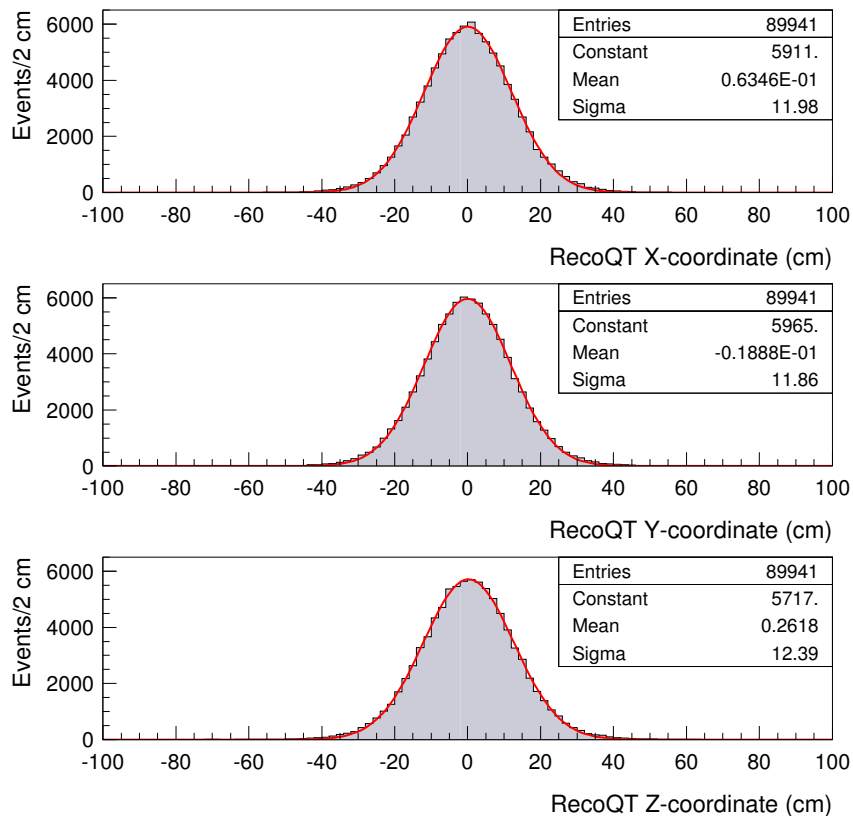 Events/2 cm
6000
4000
2000
0
Entries 89941
Constant 5911.
Mean 0.6346E-01
Sigma 11.98
-100 -80 -60 -40 -20 0 20 40 60 80 100
RecoQT X-coordinate (cm)
Events/2 cm
6000
4000
2000
0
Entries 89941
Constant 5965.
Mean -0.1888E-01
Sigma 11.86
-100 -80 -60 -40 -20 0 20 40 60 80 100
RecoQT Y-coordinate (cm)
Events/2 cm
6000
4000
2000
0
Entries 89941
Constant 5717.
Mean 0.2618
Sigma 12.39
-100 -80 -60 -40 -20 0 20 40 60 80 100
RecoQT Z-coordinate (cm)